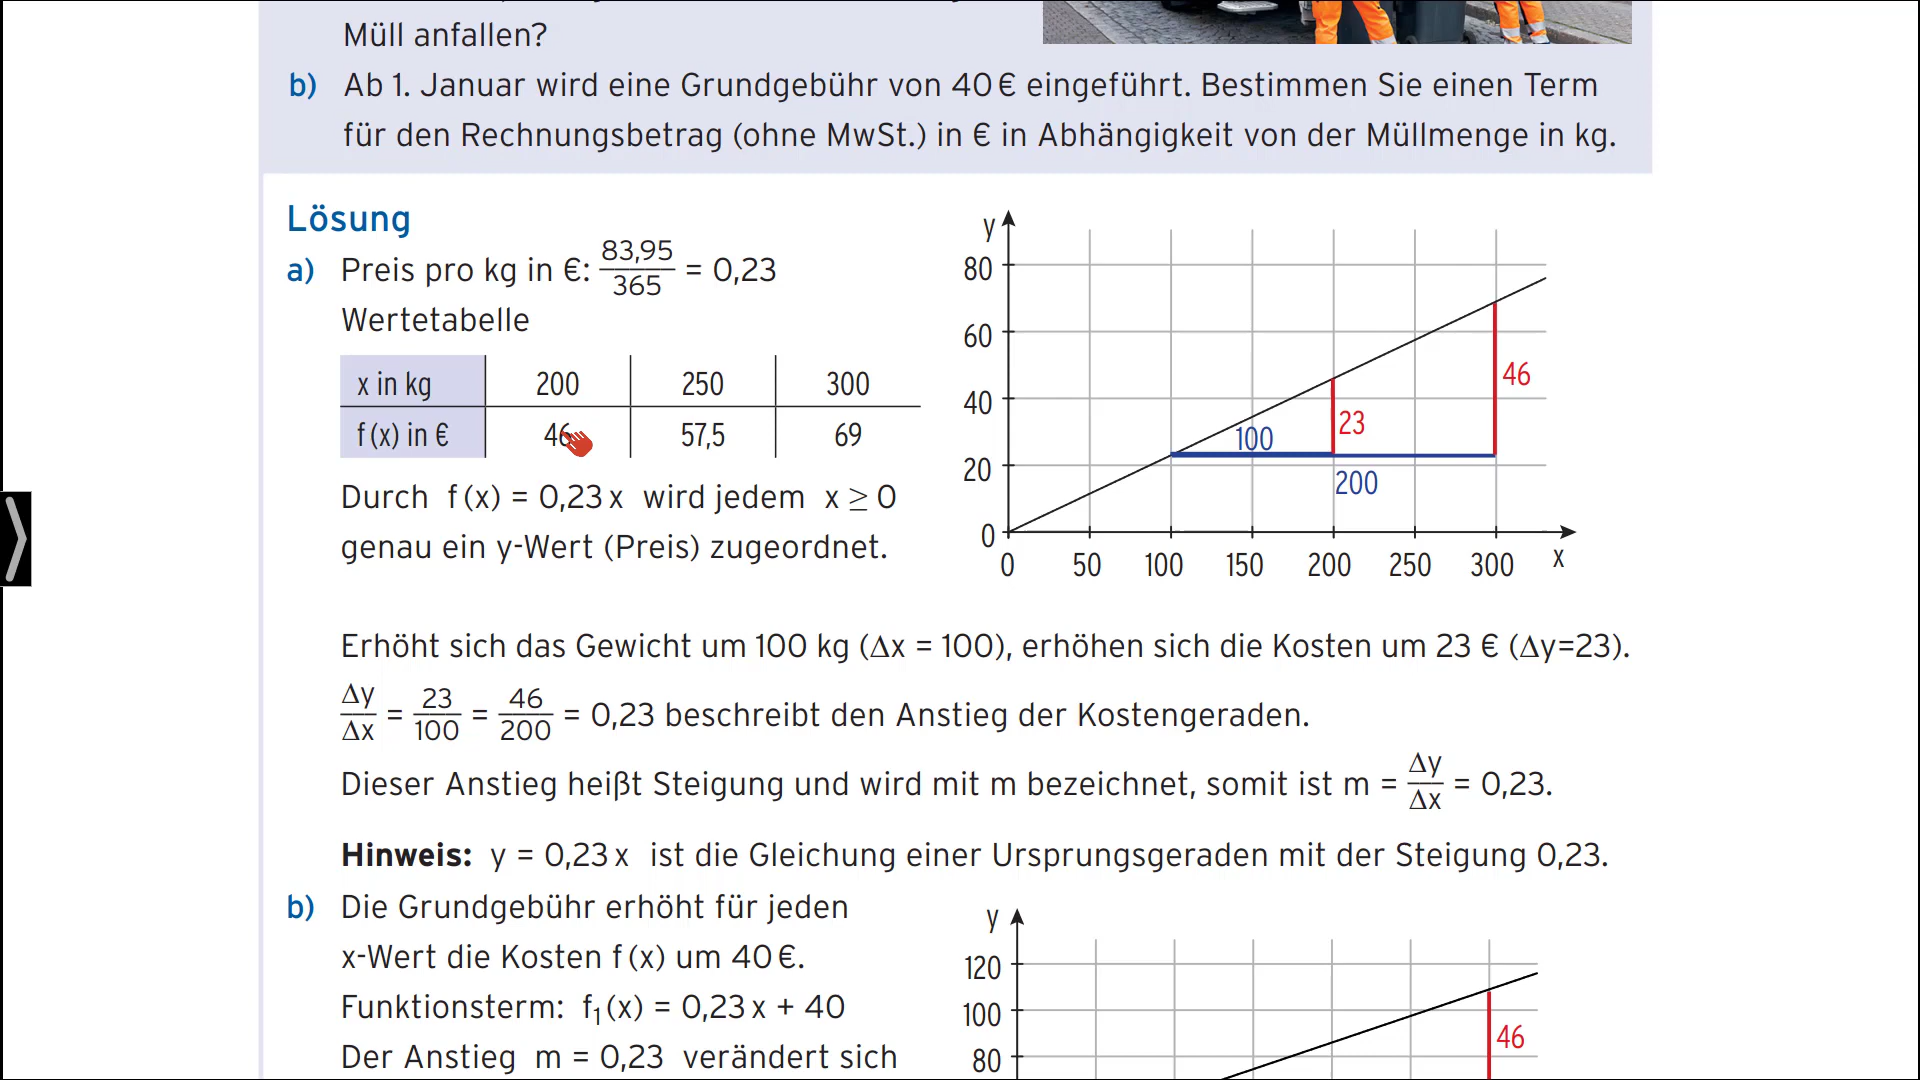 Müll anfallen?
b) Ab 1. Januar wird eine Grundgebühr von 40 € eingeführt. Bestimmen Sie einen Term
für den Rechnungsbetrag (ohne MwSt.) in € in Abhängigkeit von der Müllmenge in kg.
Lösung
a) Preis pro kg in €: 83,95/365 = 0,23
Wertetabelle
x in kg 200 250 300
f(x) in € 46 57,5 69
Durch f(x) = 0,23 x wird jedem x ≥ 0
genau ein y-Wert (Preis) zugeordnet.
y
80
60
40
20
0
0 50 100 150 200 250 300 x
100
23
200
46
Erhöht sich das Gewicht um 100 kg (Δx = 100), erhöhen sich die Kosten um 23 € (Δy=23).
Δy/Δx = 23/100 = 46/200 = 0,23 beschreibt den Anstieg der Kostengeraden.
Dieser Anstieg heißt Steigung und wird mit m bezeichnet, somit ist m = Δy/Δx = 0,23.
Hinweis: y = 0,23 x ist die Gleichung einer Ursprungsgeraden mit der Steigung 0,23.
b) Die Grundgebühr erhöht für jeden
x-Wert die Kosten f(x) um 40 €.
Funktionsterm: f₁(x) = 0,23 x + 40
Der Anstieg m = 0,23 verändert sich
y
120
100
80
46